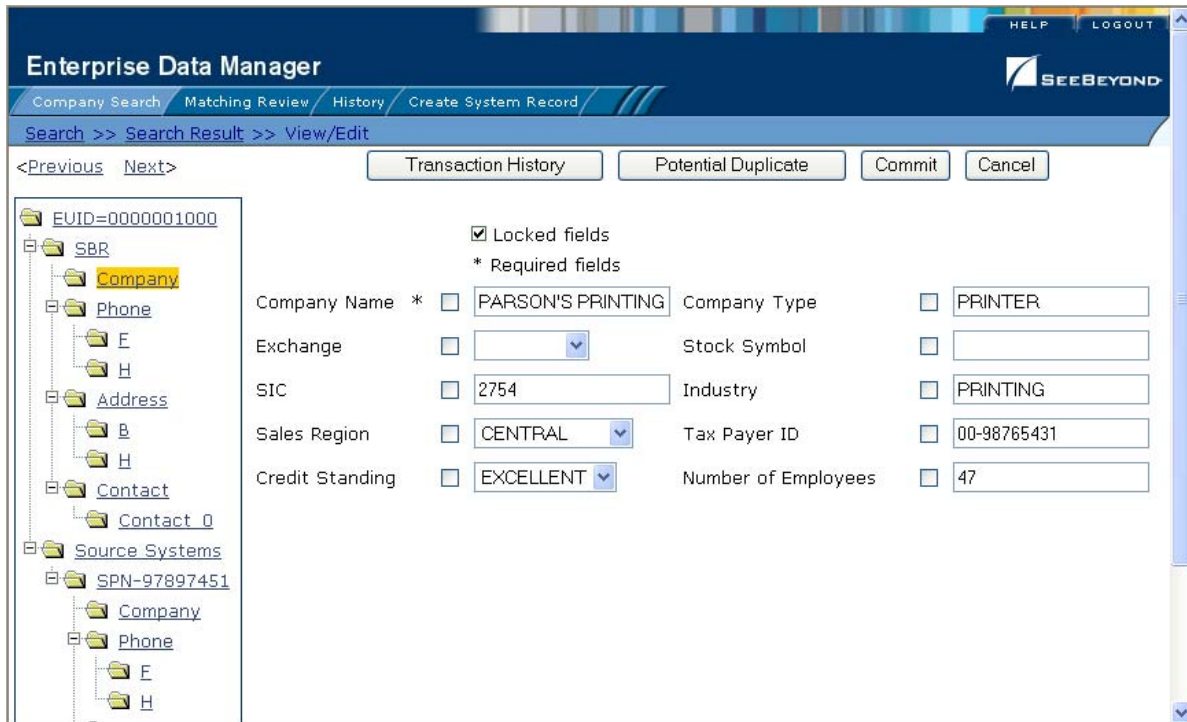 HELP LOGOUT
Enterprise Data Manager
SEEBEYOND
Company Search Matching Review History Create System Record
Search >> Search Result >> View/Edit
<Previous Next> Transaction History Potential Duplicate Commit Cancel
EUID=0000001000
SBR
Company
Phone
F
H
Address
B
H
Contact
Contact_0
Source Systems
SPN-97897451
Company
Phone
F
H
Locked fields
* Required fields
Company Name * PARSON'S PRINTING Company Type PRINTER
Exchange Stock Symbol
SIC 2754 Industry PRINTING
Sales Region CENTRAL Tax Payer ID 00-98765431
Credit Standing EXCELLENT Number of Employees 47